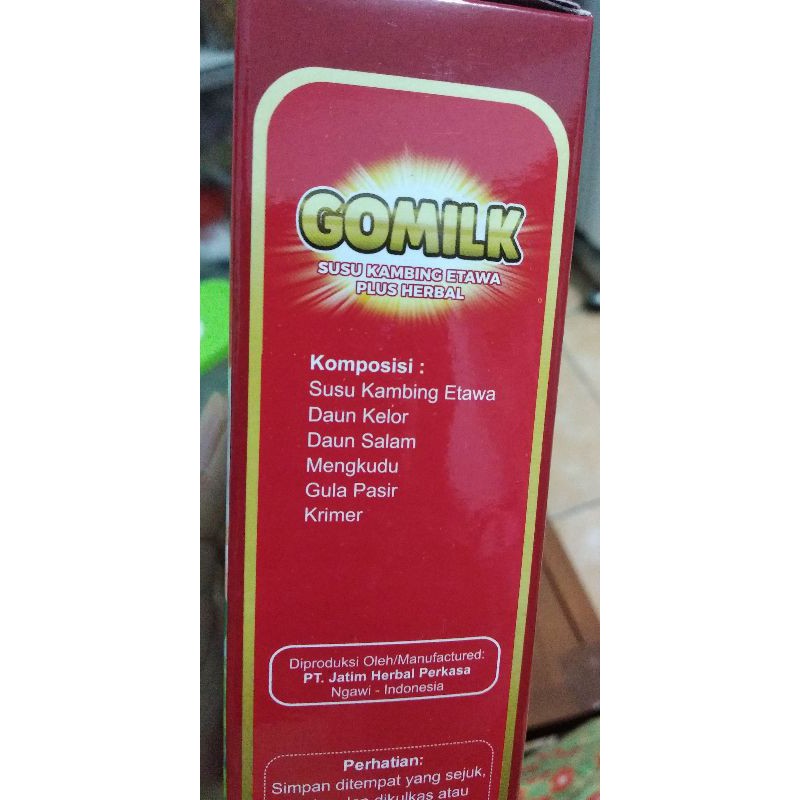 GOMILK
SUSU KAMBING ETAWA
PLUS HERBAL
Komposisi :
Susu Kambing Etawa
Daun Kelor
Daun Salam
Mengkudu
Gula Pasir
Krimer
Diproduksi Oleh/Manufactured:
PT. Jatim Herbal Perkasa
Ngawi - Indonesia
Perhatian:
Simpan ditempat yang sejuk,
dikulkas atau